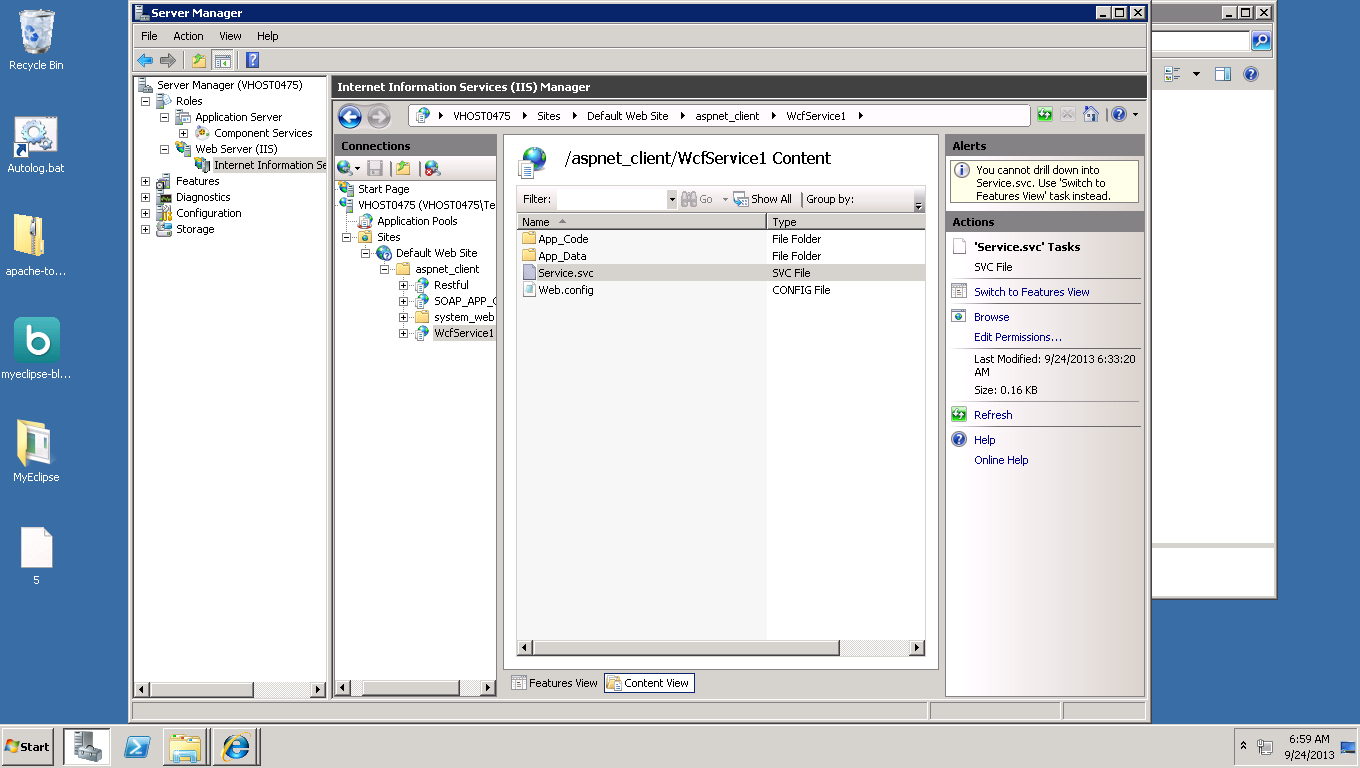 Recycle Bin
Autolog.bat
apache-to...
myeclipse-bl...
MyEclipse
5
Server Manager
File Action View Help
Server Manager (VHOST0475)
Roles
Application Server
Component Services
Web Server (IIS)
Internet Information Se
Features
Diagnostics
Configuration
Storage
Internet Information Services (IIS) Manager
VHOST0475 Sites Default Web Site aspnet_client WcfService1
Connections
Start Page
VHOST0475 (VHOST0475\Te
Application Pools
Sites
Default Web Site
aspnet_client
Restful
SOAP_APP_
system_web
WcfService1
/aspnet_client/WcfService1 Content
Filter: Go Show All Group by:
Name Type
App_Code File Folder
App_Data File Folder
Service.svc SVC File
Web.config CONFIG File
Features View Content View
Alerts
You cannot drill down into
Service.svc. Use 'Switch to
Features View' task instead.
Actions
'Service.svc' Tasks
SVC File
Switch to Features View
Browse
Edit Permissions...
Last Modified: 9/24/2013 6:33:20
AM
Size: 0.16 KB
Refresh
Help
Online Help
Start
6:59 AM
9/24/2013